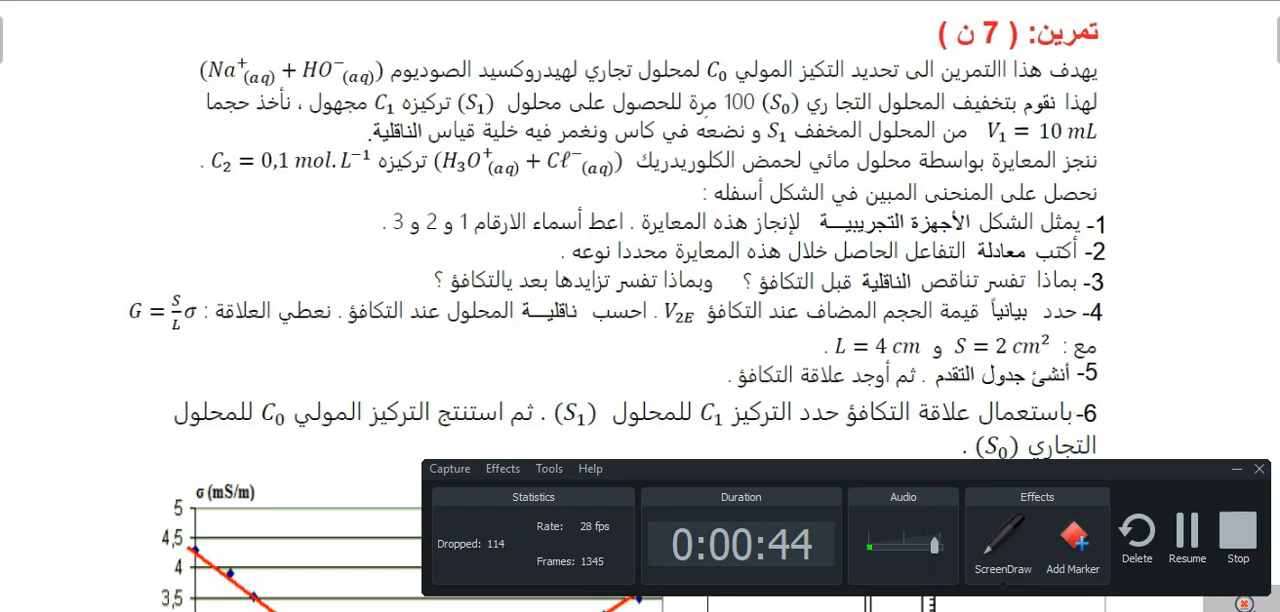 تمرين: ( 7 ن )
يهدف هذا االتمرين الى تحديد التكيز المولي C₀ لمحلول تجاري لهيدروكسيد الصوديوم (Na⁺(aq) + HO⁻(aq))
لهذا نقوم بتخفيف المحلول التجا ري (S₀) 100 مرة للحصول على محلول (S₁) تركيزه C₁ مجهول ، نأخذ حجما
V₁ = 10 mL من المحلول المخفف S₁ و نضعه في كاس ونغمر فيه خلية قياس الناقلية.
ننجز المعايرة بواسطة محلول مائي لحمض الكلوريدريك (H₃O⁺(aq) + Cℓ⁻(aq)) تركيزه C₂ = 0,1 mol.L⁻¹ .
نحصل على المنحنى المبين في الشكل أسفله :
1- يمثل الشكل الأجهزة التجريبيـــة لإنجاز هذه المعايرة . اعط أسماء الارقام 1 و 2 و 3 .
2- أكتب معادلة التفاعل الحاصل خلال هذه المعايرة محددا نوعه .
3- بماذا تفسر تناقص الناقلية قبل التكافؤ ؟ وبماذا تفسر تزايدها بعد يالتكافؤ ؟
4- حدد بيانياً قيمة الحجم المضاف عند التكافؤ V₂E . احسب ناقليـــة المحلول عند التكافؤ . نعطي العلاقة : G = S/L σ
مع : S = 2 cm² و L = 4 cm .
5- أنشئ جدول التقدم . ثم أوجد علاقة التكافؤ .
6- باستعمال علاقة التكافؤ حدد التركيز C₁ للمحلول (S₁) . ثم استنتج التركيز المولي C₀ للمحلول
التجاري (S₀) .
Capture Effects Tools Help
Statistics Duration Audio Effects
Rate: 28 fps
Dropped: 114
Frames: 1345
0:00:44
ScreenDraw Add Marker Delete Resume Stop
σ (mS/m)
5
4,5
4
3,5